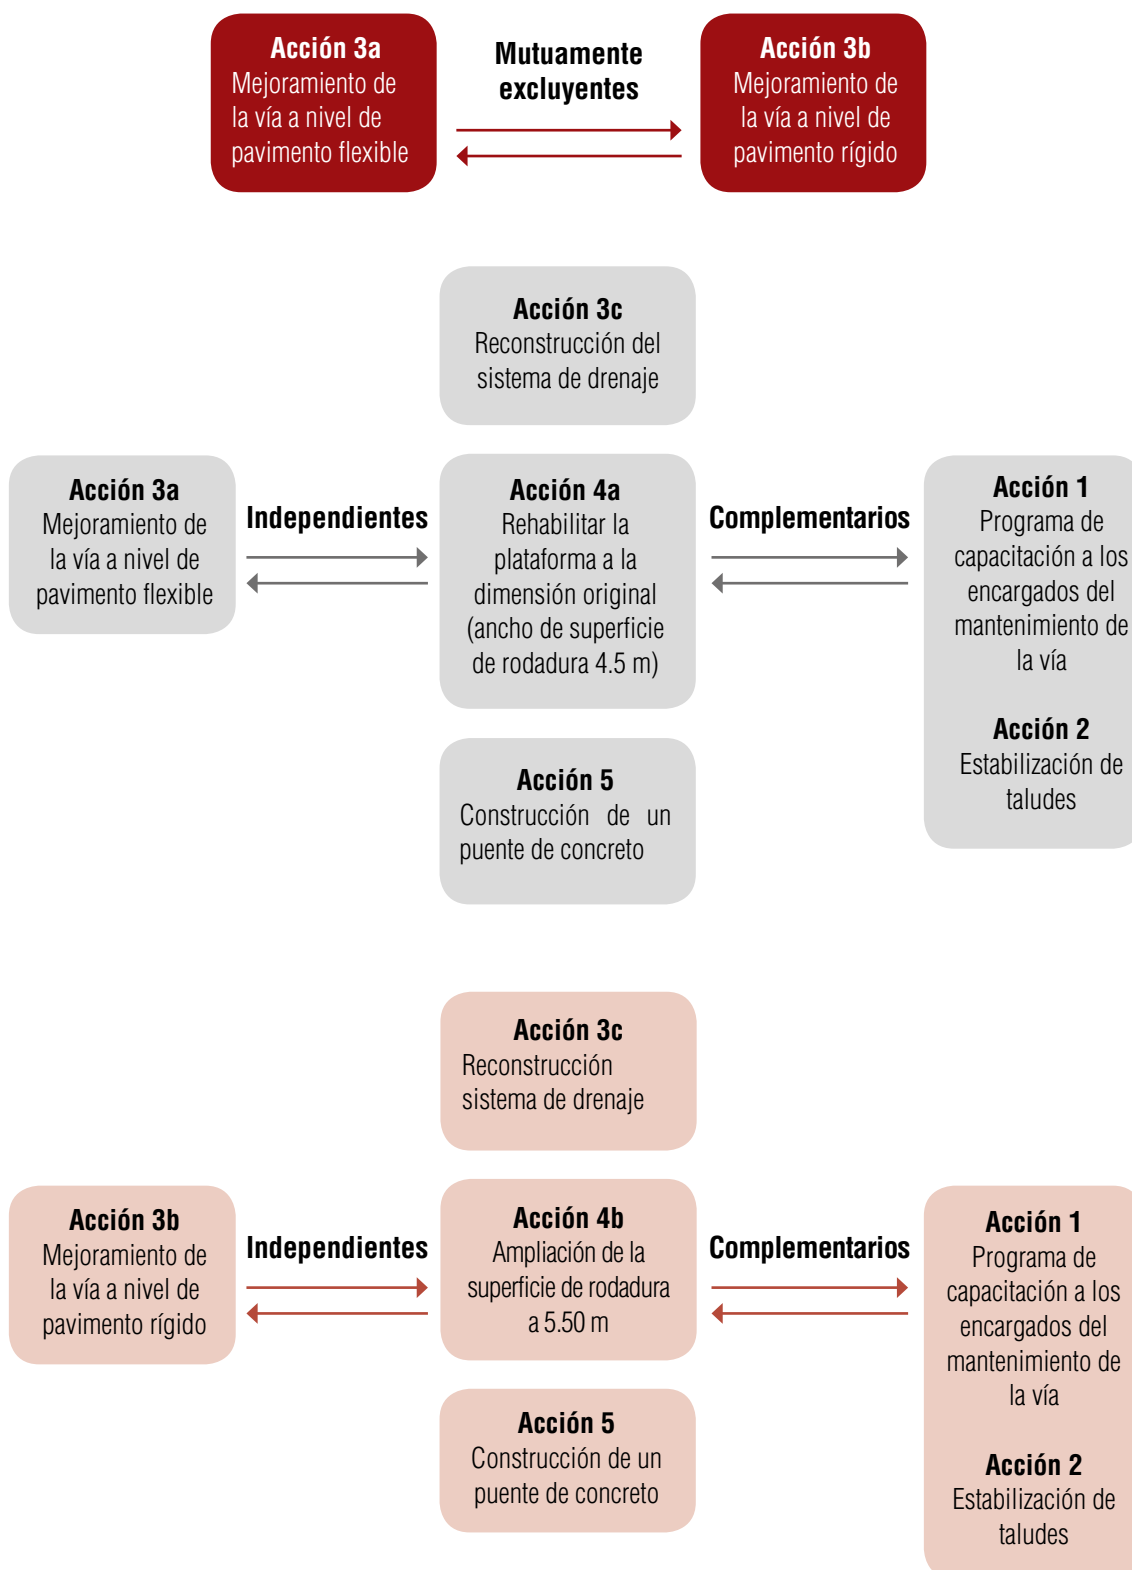 Acción 3a
Mejoramiento de
la vía a nivel de
pavimento flexible
Mutuamente
excluyentes
Acción 3b
Mejoramiento de
la vía a nivel de
pavimento rígido
Acción 3c
Reconstrucción del
sistema de drenaje
Acción 3a
Mejoramiento de
la vía a nivel de
pavimento flexible
Independientes
Acción 4a
Rehabilitar la
plataforma a la
dimensión original
(ancho de superficie
de rodadura 4.5 m)
Complementarios
Acción 1
Programa de
capacitación a los
encargados del
mantenimiento de
la vía
Acción 2
Estabilización de
taludes
Acción 5
Construcción de un
puente de concreto
Acción 3c
Reconstrucción
sistema de drenaje
Acción 3b
Mejoramiento de
la vía a nivel de
pavimento rígido
Independientes
Acción 4b
Ampliación de la
superficie de rodadura
a 5.50 m
Complementarios
Acción 1
Programa de
capacitación a los
encargados del
mantenimiento de
la vía
Acción 2
Estabilización de
taludes
Acción 5
Construcción de un
puente de concreto